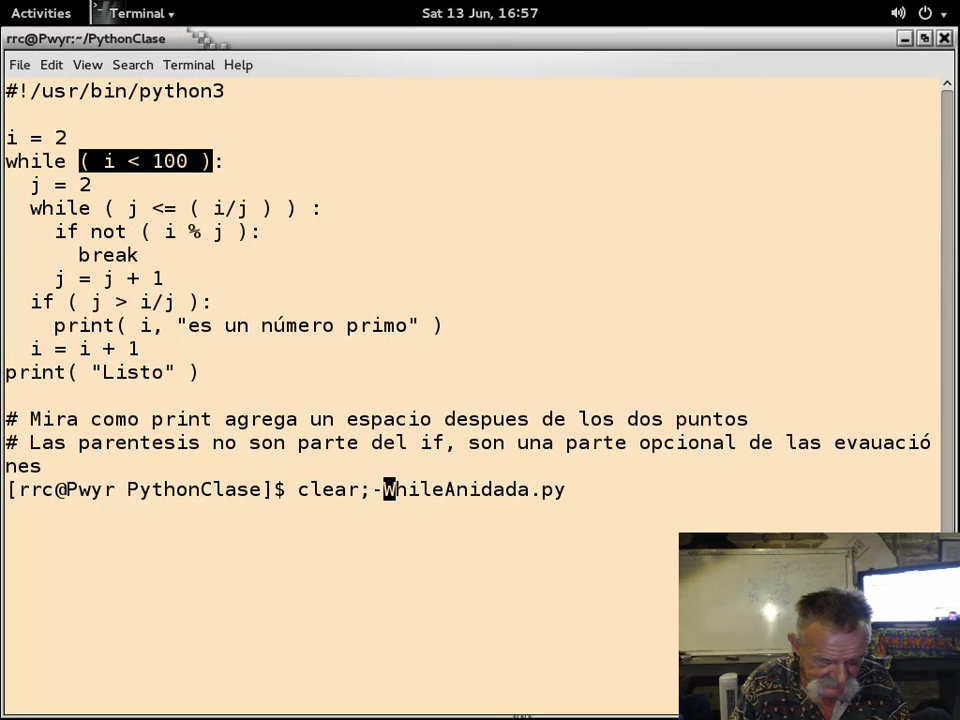 Activities Terminal Sat 13 Jun, 16:57
rrc@Pwyr:~/PythonClase
File Edit View Search Terminal Help
#!/usr/bin/python3
i = 2
while ( i < 100 ):
j = 2
while ( j <= ( i/j ) ) :
if not ( i % j ):
break
j = j + 1
if ( j > i/j ):
print( i, "es un número primo" )
i = i + 1
print( "Listo" )
# Mira como print agrega un espacio despues de los dos puntos
# Las parentesis no son parte del if, son una parte opcional de las evauació
nes
[rrc@Pwyr PythonClase]$ clear;-WhileAnidada.py